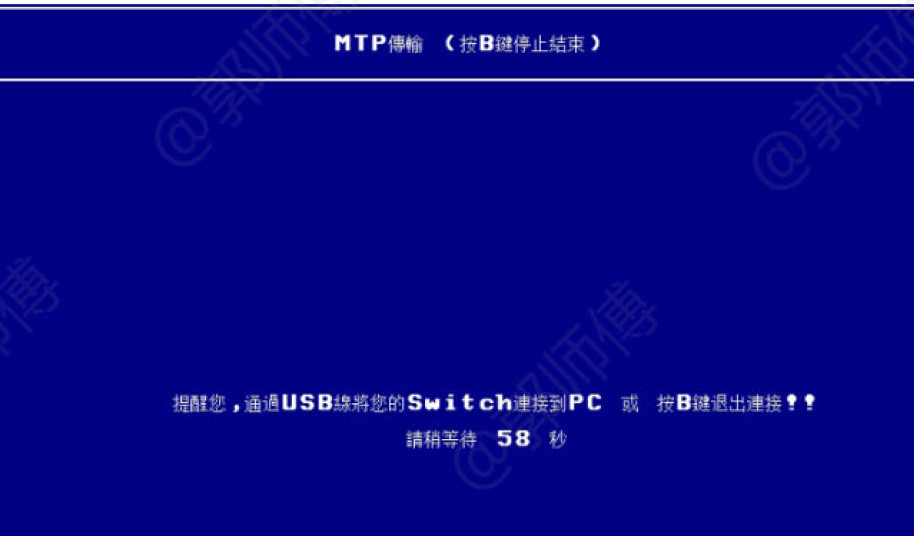 MTP傳輸 (按B鍵停止結束)
@郭师傅
@郭师傅
提醒您,通過USB線將您的Switch連接到PC 或 按B鍵退出連接!!
請稍等待 58 秒
@郭师傅